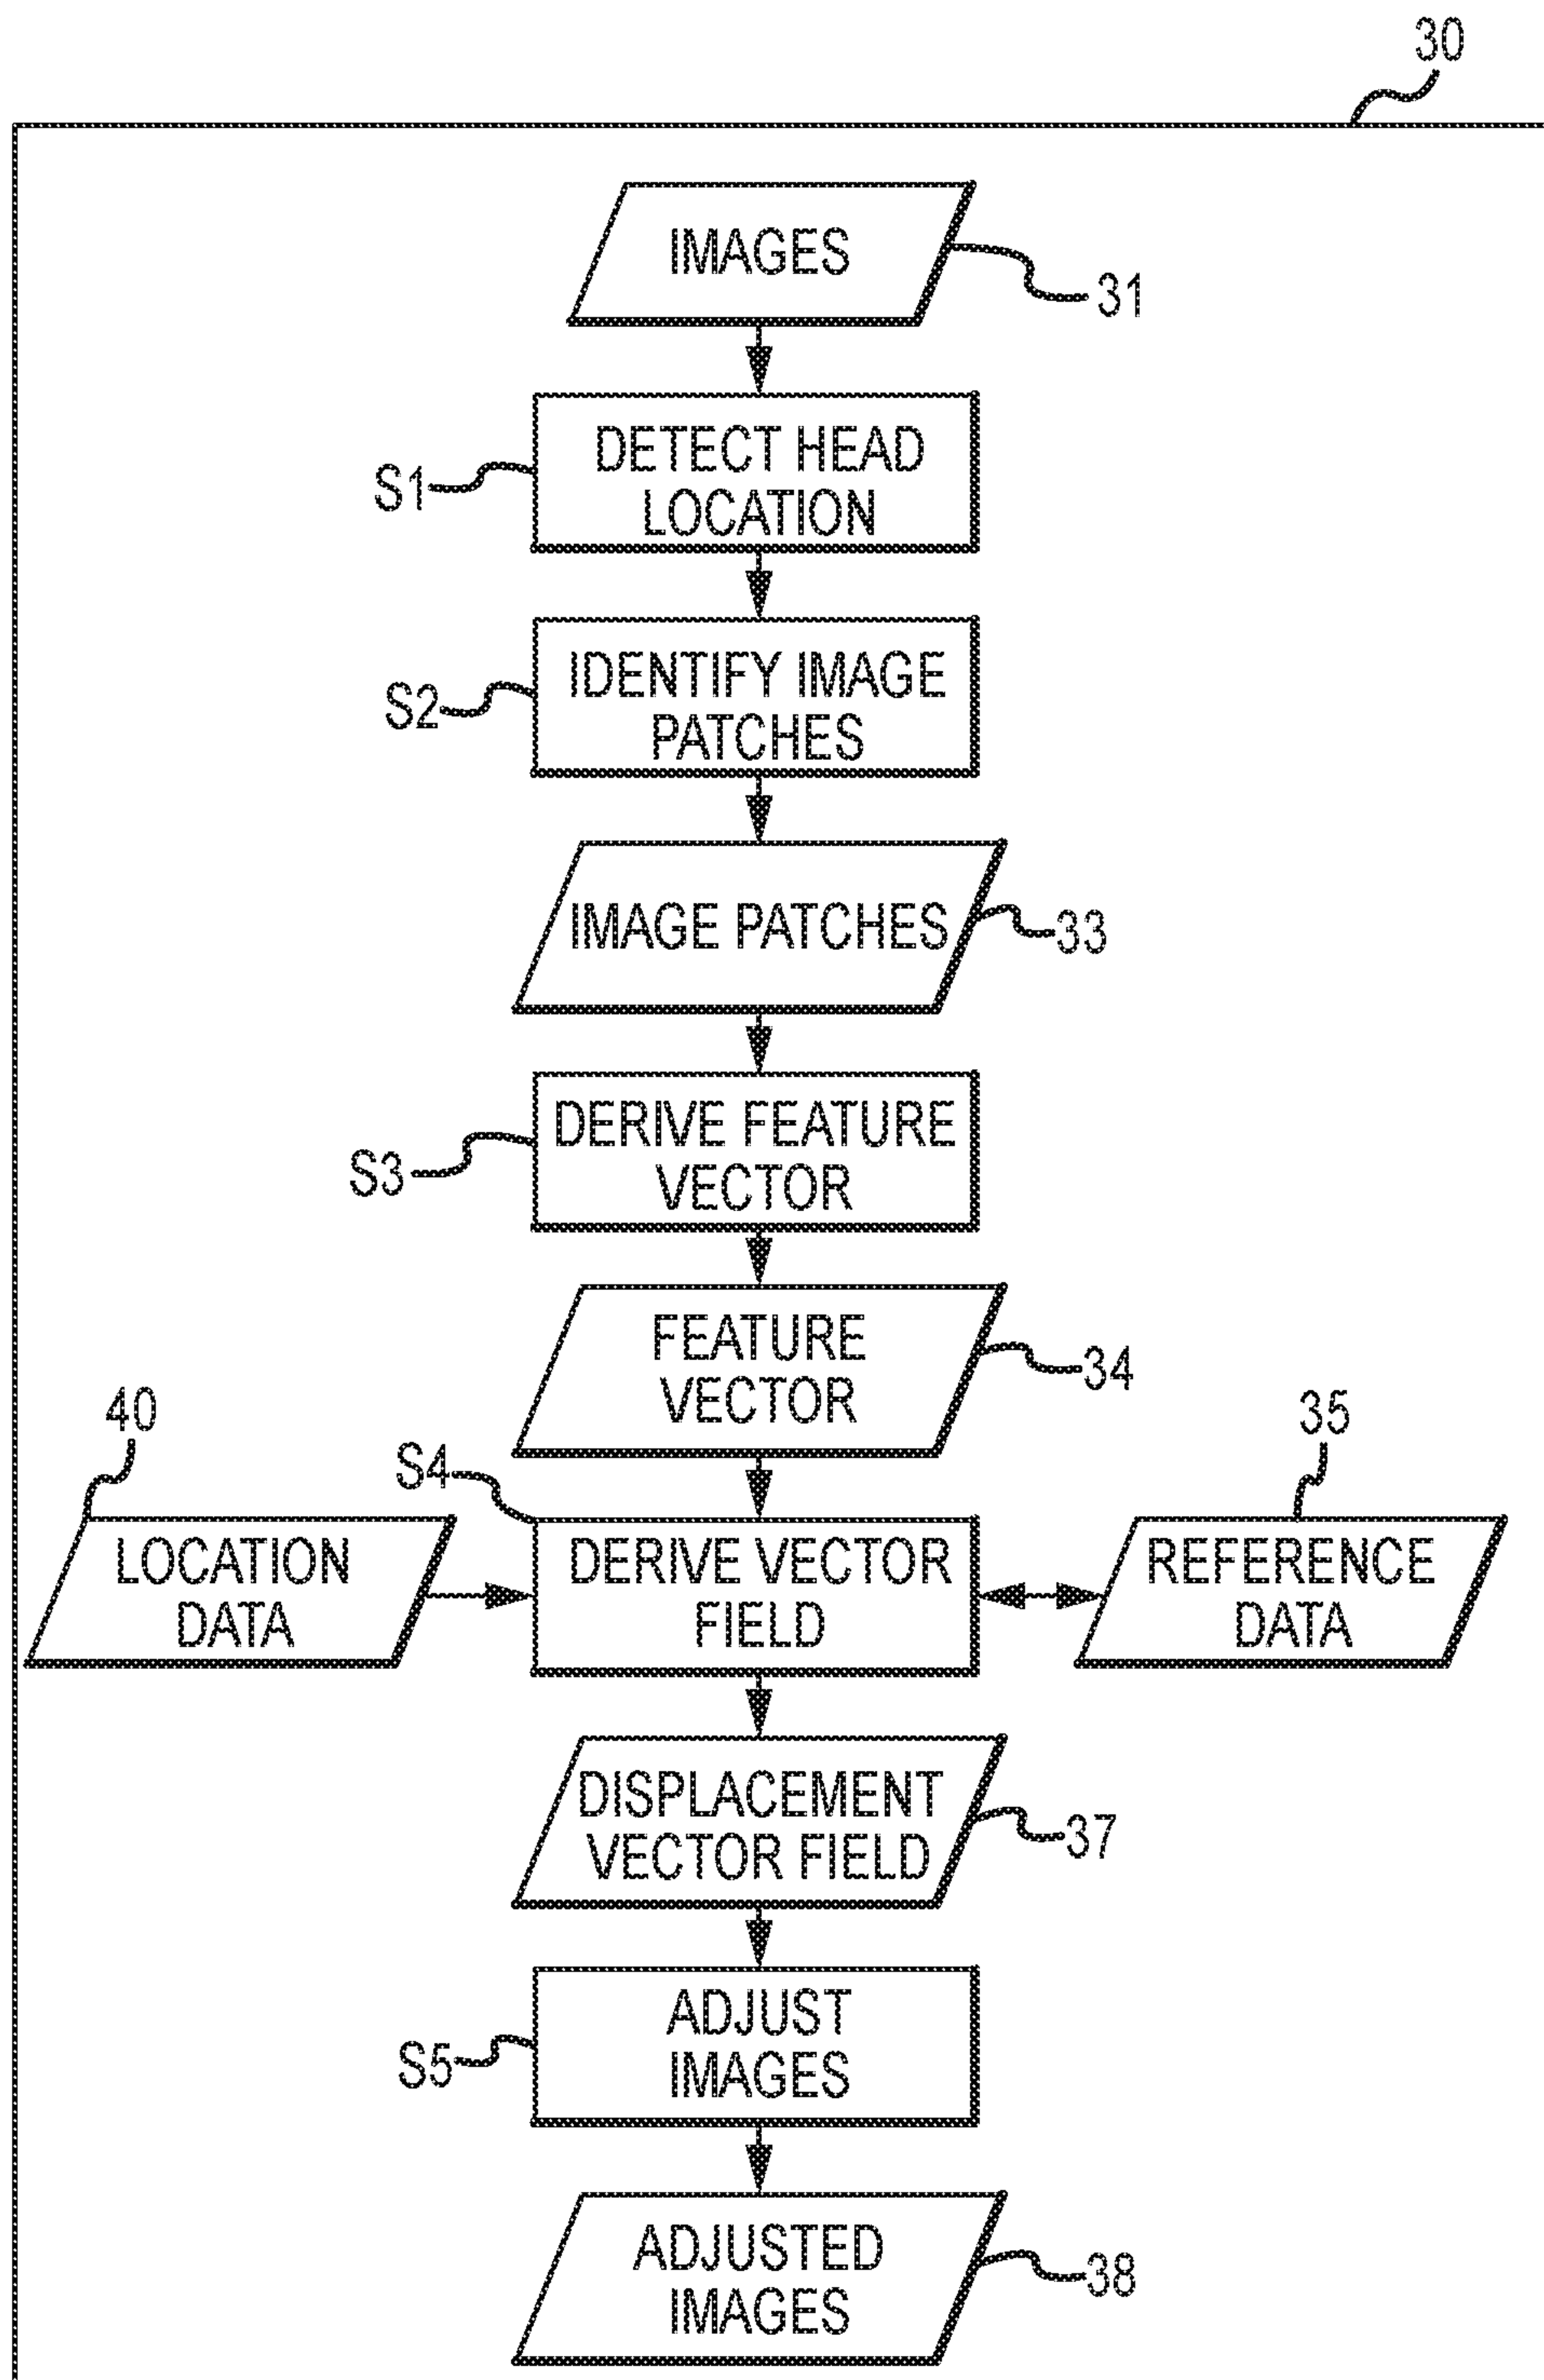 30
IMAGES
31
DETECT HEAD
LOCATION
S1
IDENTIFY IMAGE
PATCHES
S2
IMAGE PATCHES
33
DERIVE FEATURE
VECTOR
S3
FEATURE
VECTOR
34
40
LOCATION
DATA
S4
DERIVE VECTOR
FIELD
35
REFERENCE
DATA
DISPLACEMENT
VECTOR FIELD
37
ADJUST
IMAGES
S5
ADJUSTED
IMAGES
38